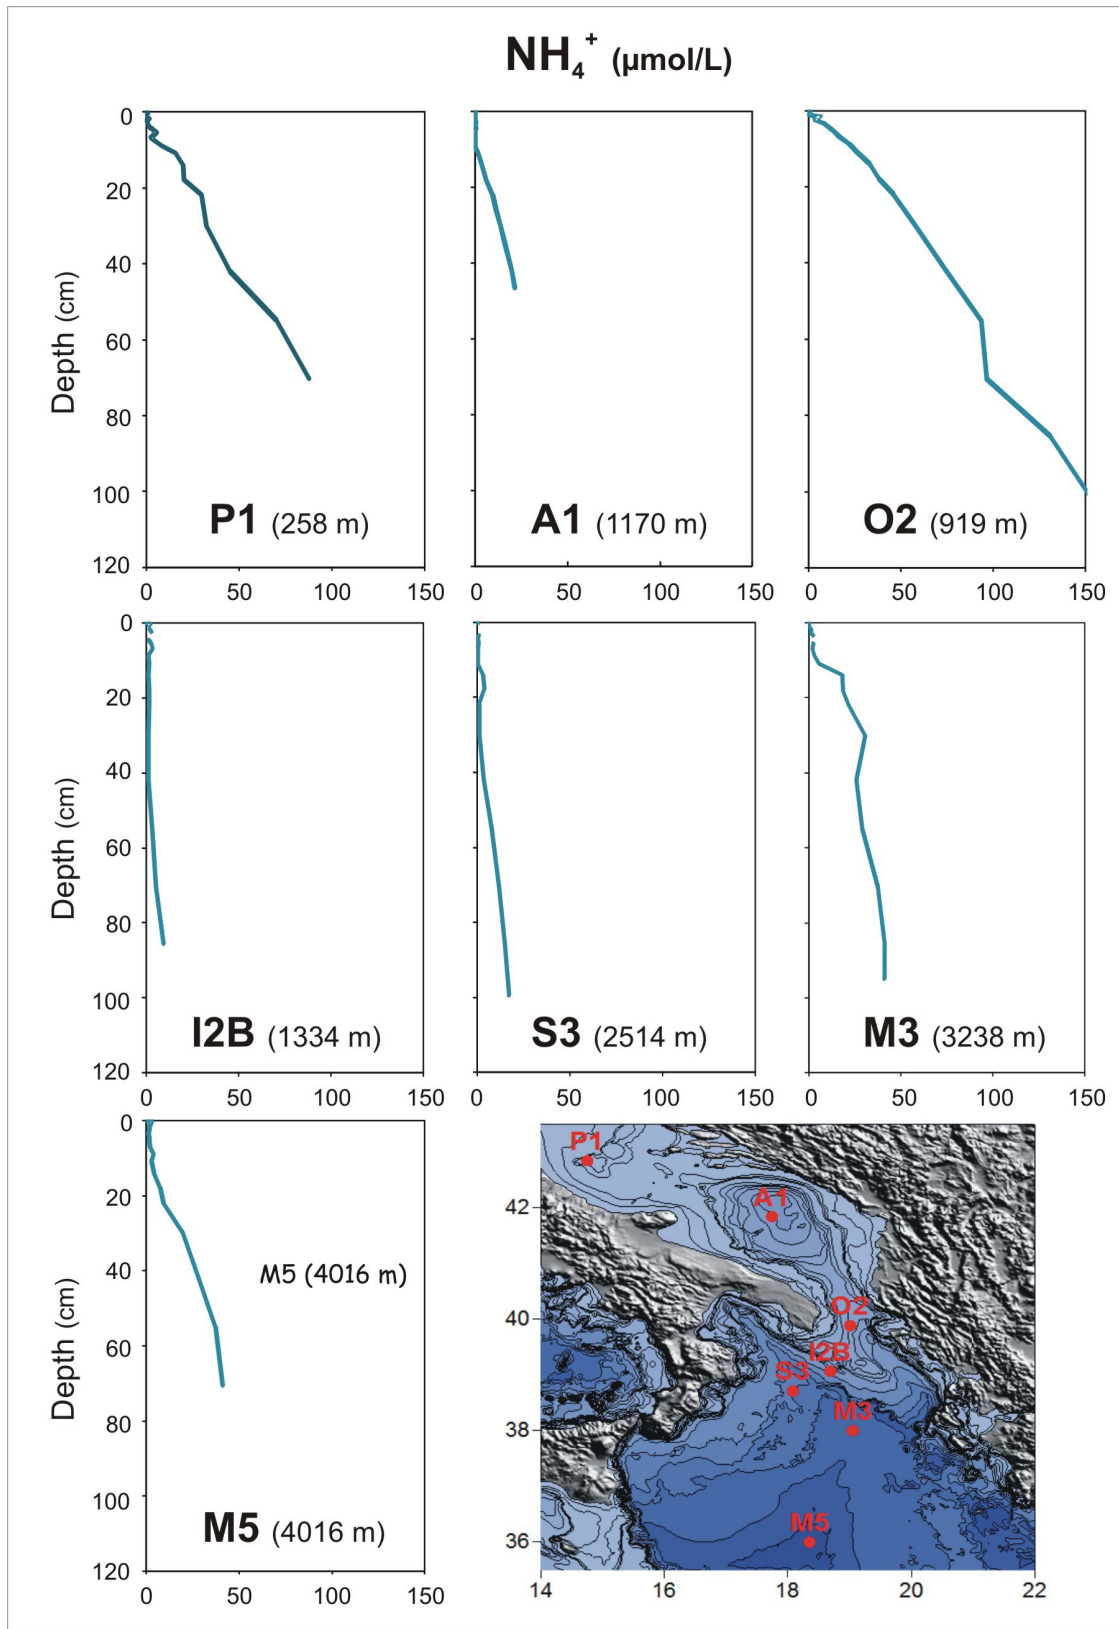 NH₄⁺ (µmol/L)
0
20
40
60
80
100
120
Depth (cm)
P1 (258 m)
A1 (1170 m)
O2 (919 m)
0 50 100 150
0 50 100 150
0 50 100 150
0
20
40
60
80
100
120
Depth (cm)
I2B (1334 m)
S3 (2514 m)
M3 (3238 m)
0 50 100 150
0 50 100 150
0 50 100 150
0
20
40
60
80
100
120
Depth (cm)
M5 (4016 m)
M5 (4016 m)
0 50 100 150
P1
A1
O2
I2B
S3
M3
M5
42
40
38
36
14 16 18 20 22